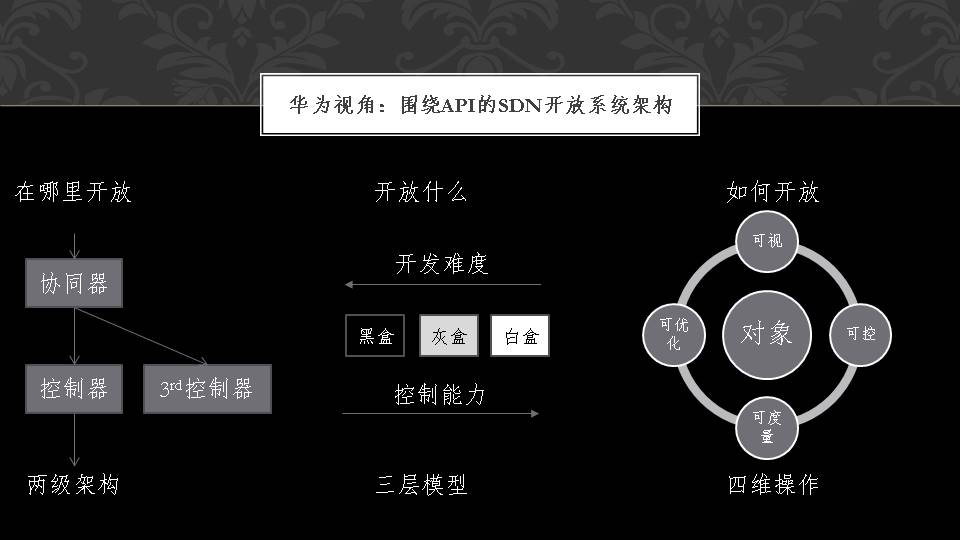 华为视角：围绕API的SDN开放系统架构
在哪里开放
协同器
控制器
3rd控制器
两级架构
开放什么
开发难度
黑盒
灰盒
白盒
控制能力
三层模型
如何开放
可视
可优
化
对象
可控
可度
量
四维操作